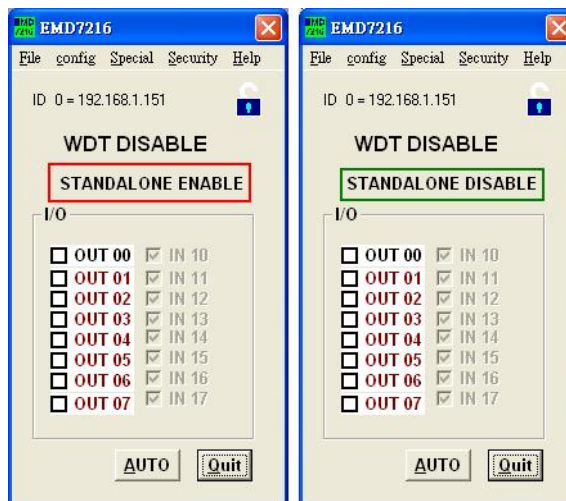 EMD 7216 EMD7216
File config Special Security Help
ID 0 = 192.168.1.151
WDT DISABLE
STANDALONE ENABLE
I/O
OUT 00 IN 10
OUT 01 IN 11
OUT 02 IN 12
OUT 03 IN 13
OUT 04 IN 14
OUT 05 IN 15
OUT 06 IN 16
OUT 07 IN 17
AUTO Quit
EMD 7216 EMD7216
File config Special Security Help
ID 0 = 192.168.1.151
WDT DISABLE
STANDALONE DISABLE
I/O
OUT 00 IN 10
OUT 01 IN 11
OUT 02 IN 12
OUT 03 IN 13
OUT 04 IN 14
OUT 05 IN 15
OUT 06 IN 16
OUT 07 IN 17
AUTO Quit